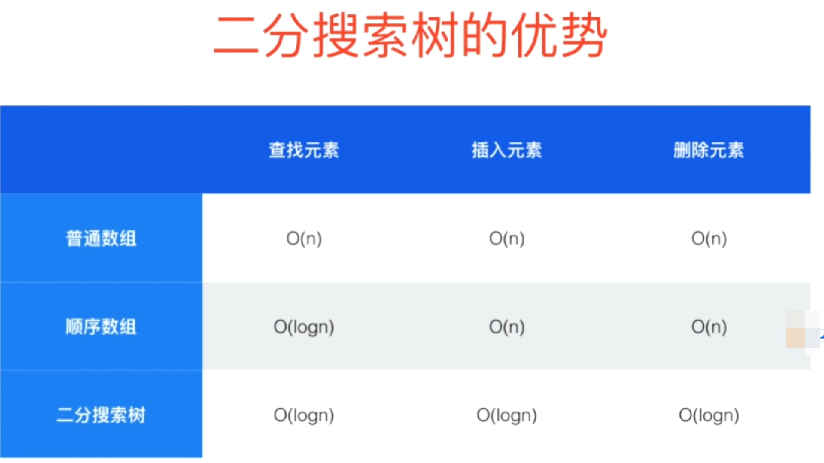 二分搜索树的优势
查找元素 插入元素 删除元素
普通数组 O(n) O(n) O(n)
顺序数组 O(logn) O(n) O(n)
二分搜索树 O(logn) O(logn) O(logn)